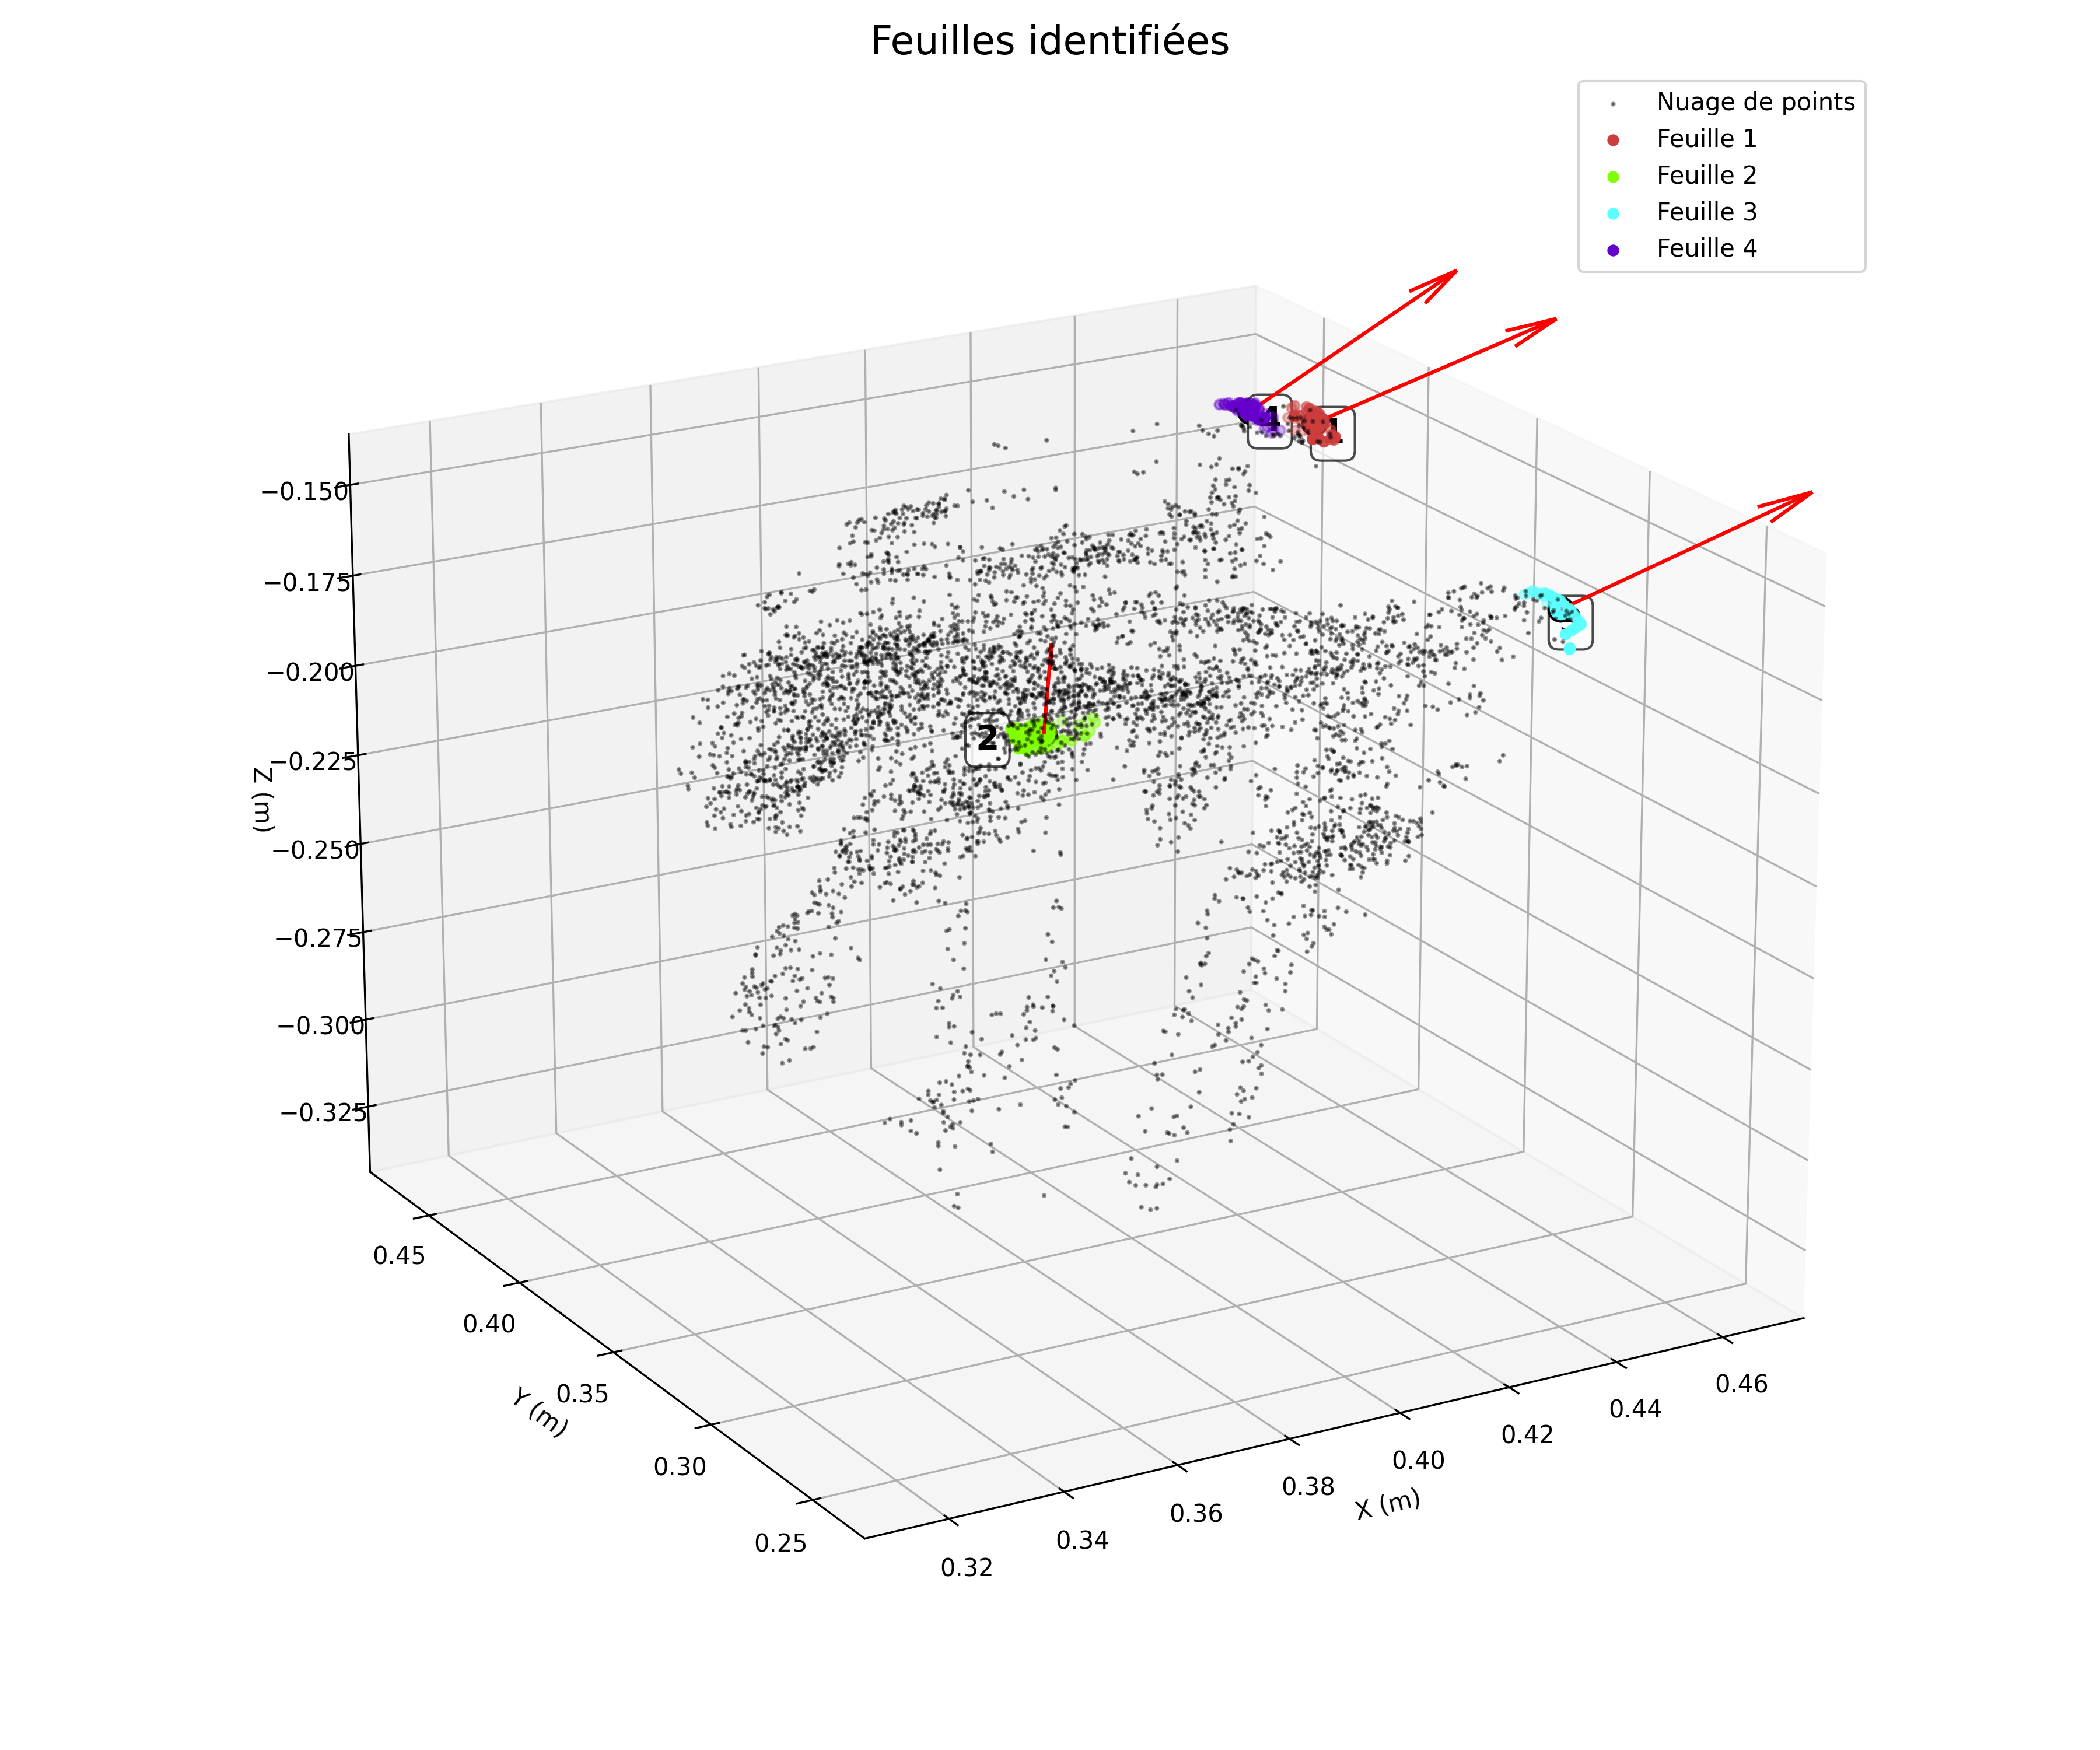 Feuilles identifiées
Nuage de points
Feuille 1
Feuille 2
Feuille 3
Feuille 4
4
2
−0.150
−0.175
−0.200
−0.225
−0.250
−0.275
−0.300
−0.325
Z (m)
0.45
0.40
0.35
0.30
0.25
Y (m)
0.32
0.34
0.36
0.38
0.40
0.42
0.44
0.46
X (m)